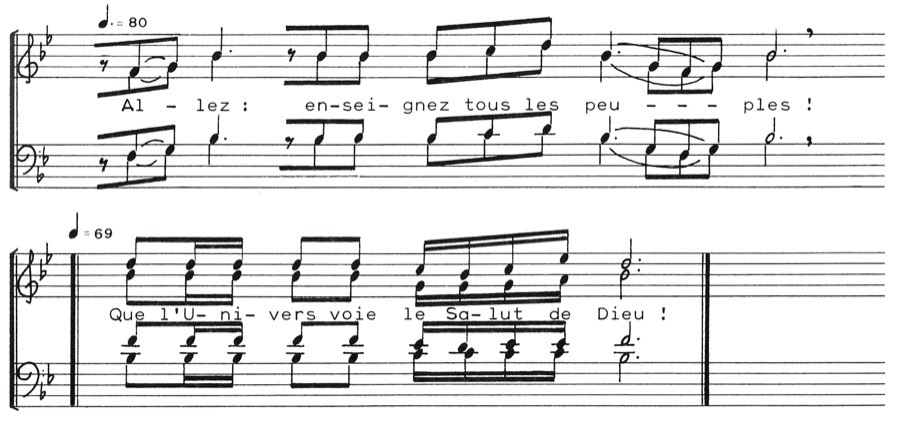 ♩. = 80
Al - lez : en-sei- gnez tous les peu - - - ples !
♩ = 69
Que l'U- ni- vers voie le Sa- lut de Dieu !